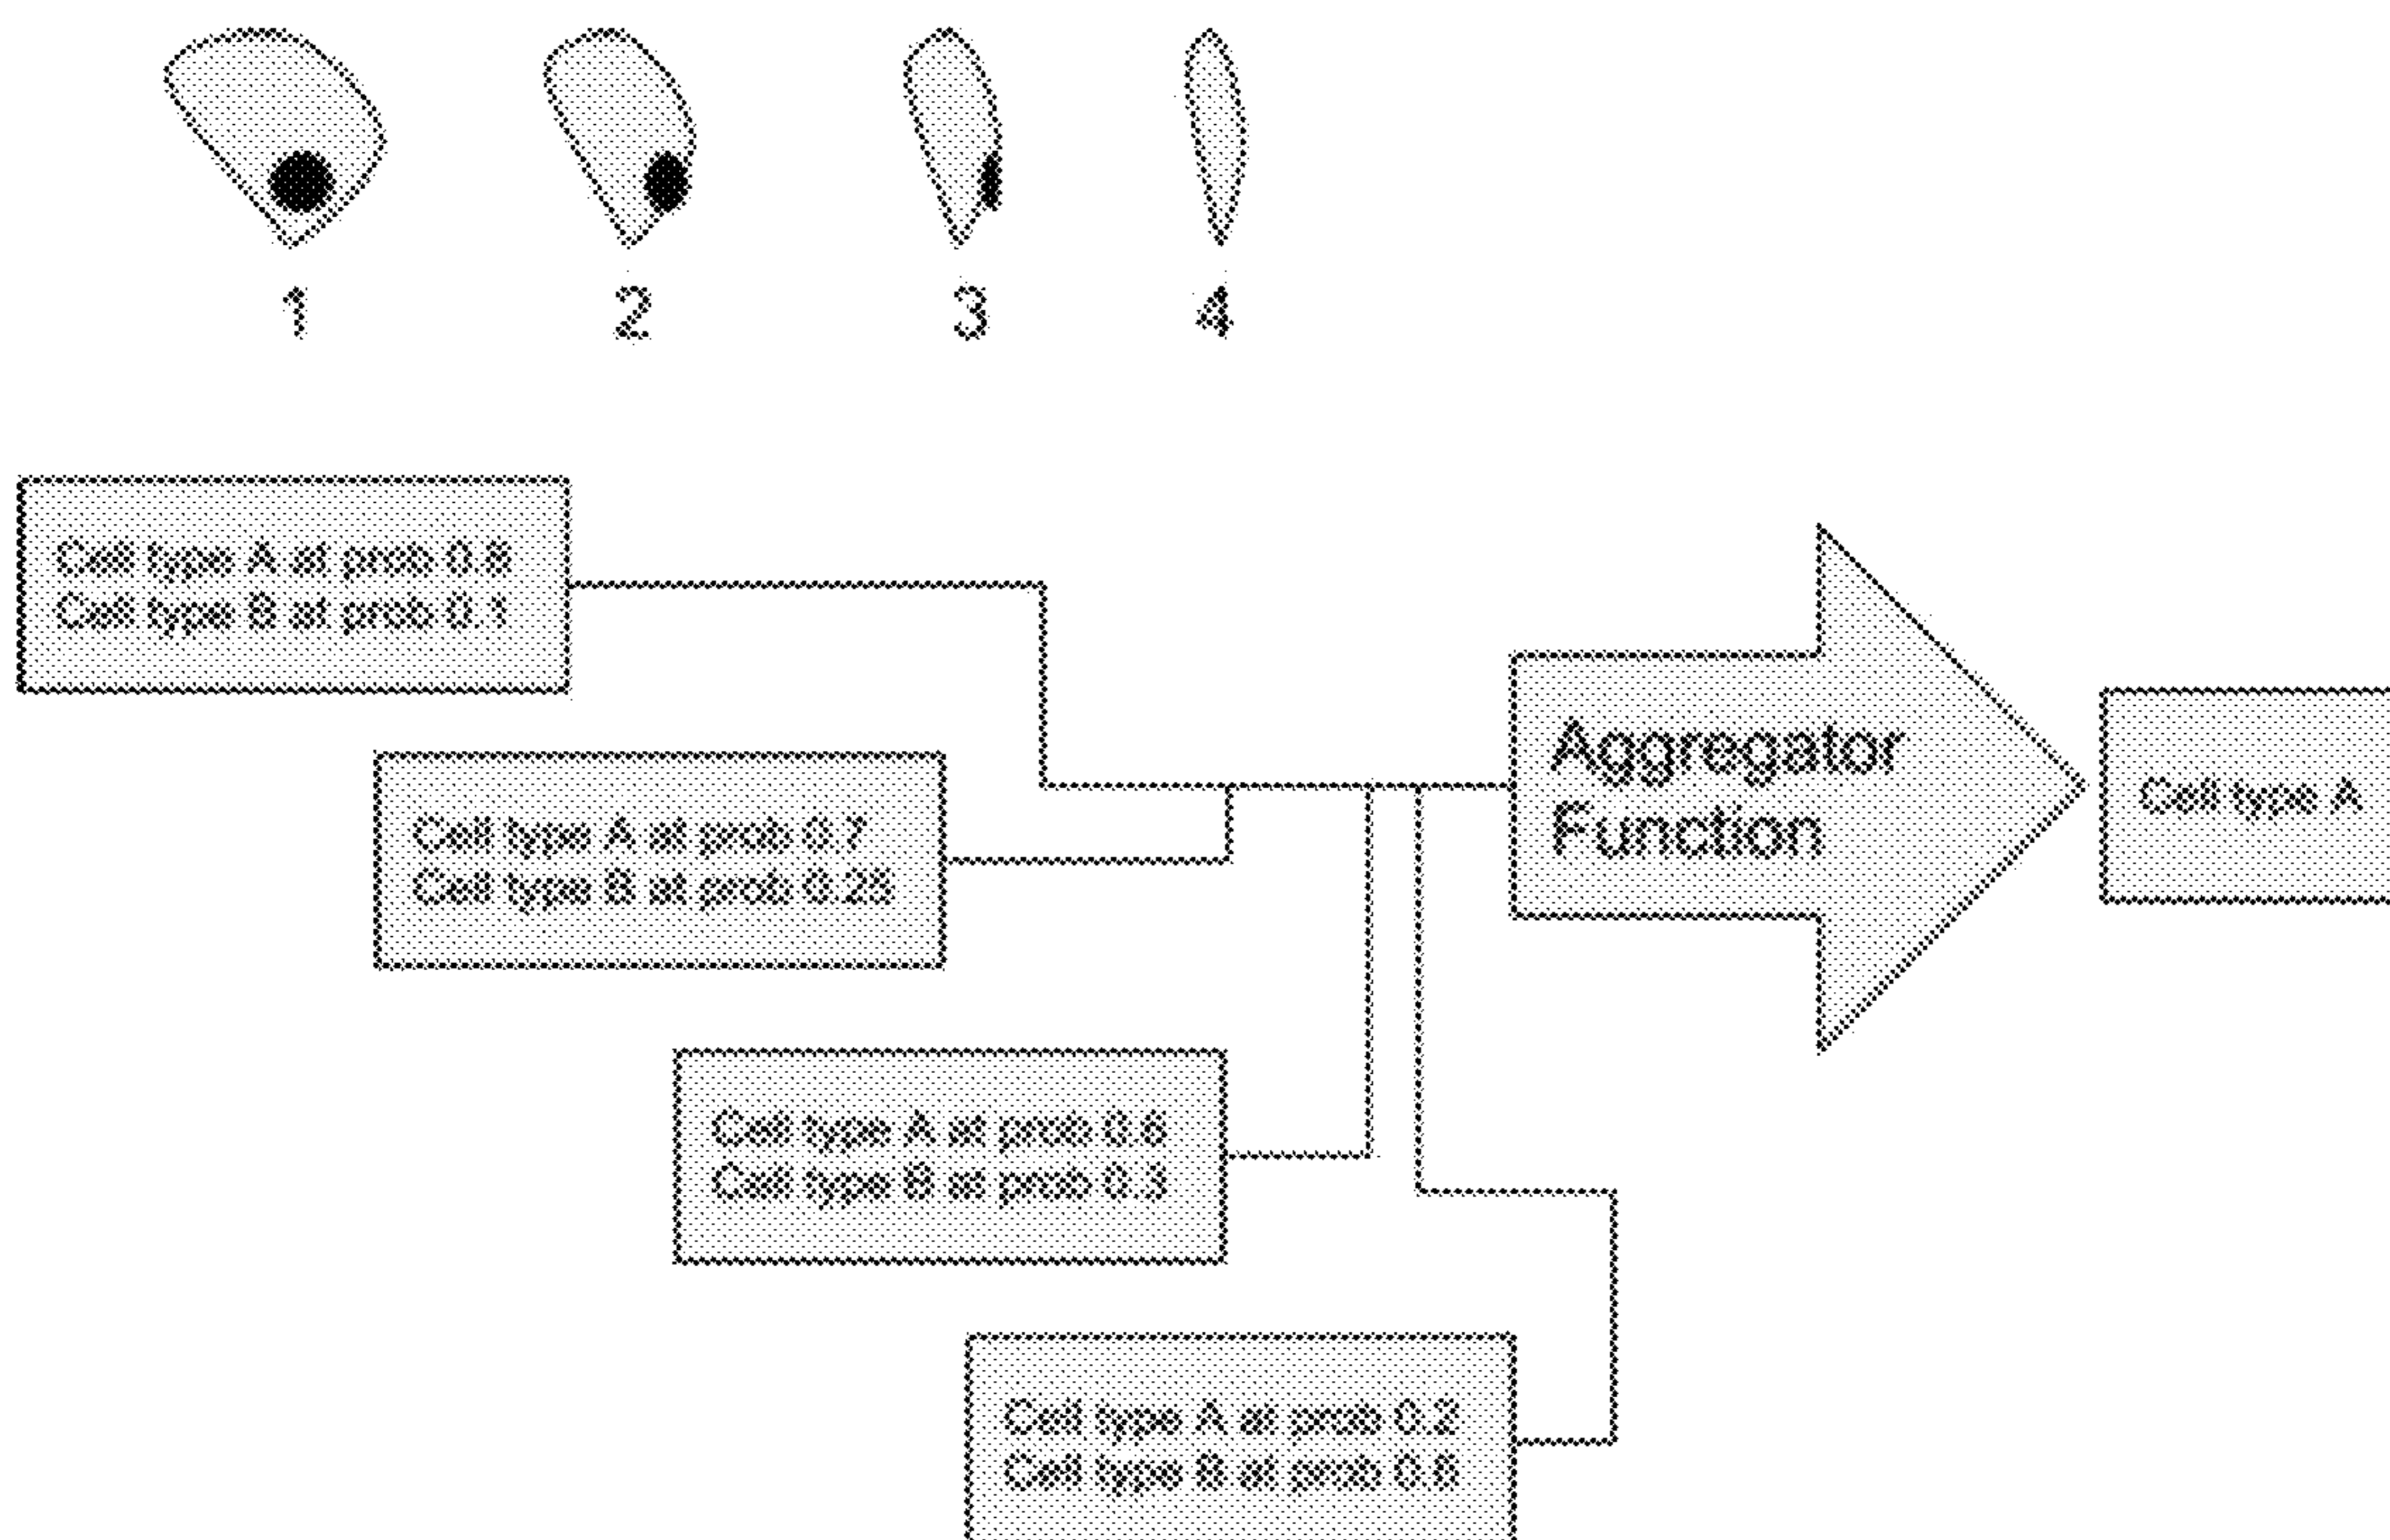 1 2 3 4
Cell type A at prob 0.8
Cell type B at prob 0.1
Cell type A at prob 0.7
Cell type B at prob 0.25
Aggregator
Function
Cell type A
Cell type A at prob 0.6
Cell type B at prob 0.3
Cell type A at prob 0.2
Cell type B at prob